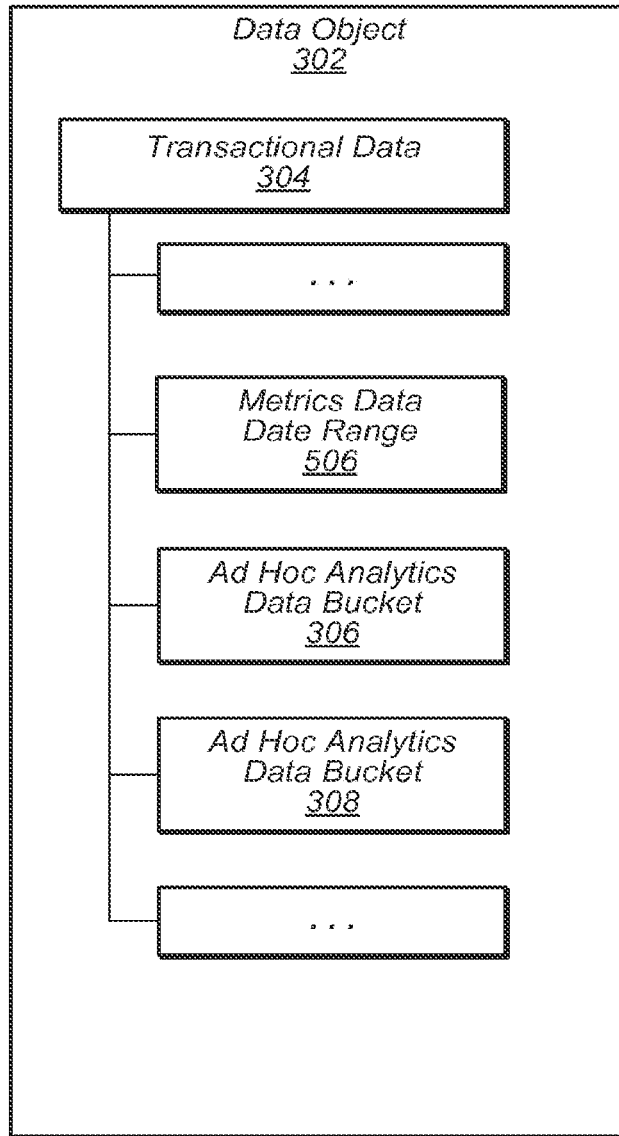 Data Object
302
Transactional Data
304
. . .
Metrics Data
Date Range
506
Ad Hoc Analytics
Data Bucket
306
Ad Hoc Analytics
Data Bucket
308
. . .